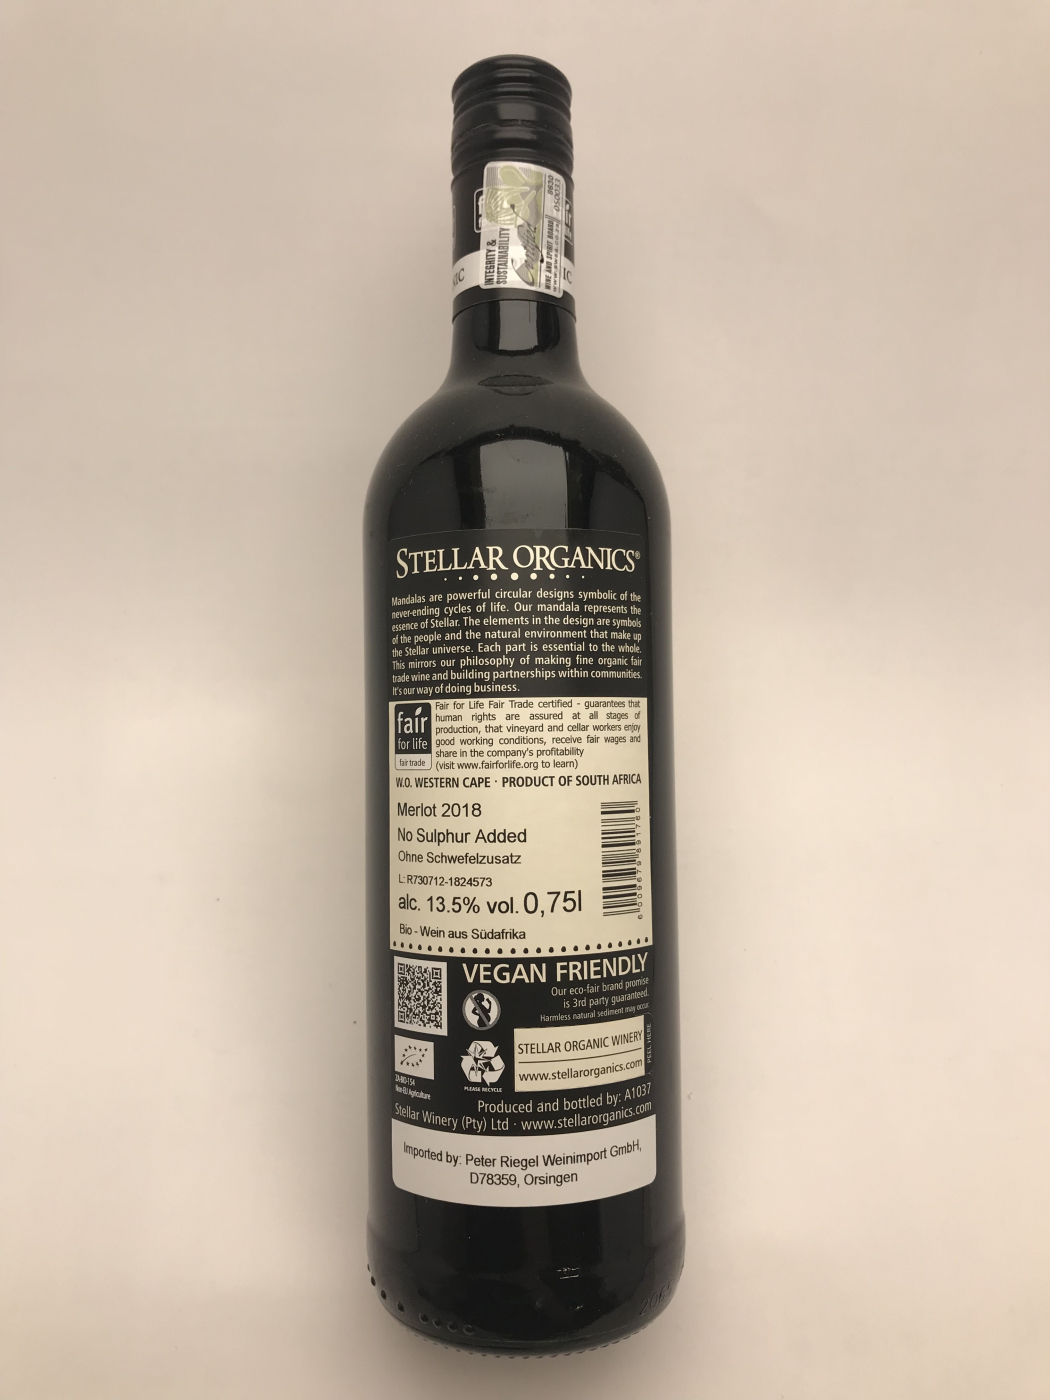 INTEGRITY &
SUSTAINABILITY
Certified
WINE AND SPIRIT BOARD
STELLAR ORGANICS®
Mandalas are powerful circular designs symbolic of the
never-ending cycles of life. Our mandala represents the
essence of Stellar. The elements in the design are symbols
of the people and the natural environment that make up
the Stellar universe. Each part is essential to the whole.
This mirrors our philosophy of making fine organic fair
trade wine and building partnerships within communities.
It's our way of doing business.
fair
for life
fair trade
Fair for Life Fair Trade certified - guarantees that
human rights are assured at all stages of
production, that vineyard and cellar workers enjoy
good working conditions, receive fair wages and
share in the company's profitability
(visit www.fairforlife.org to learn)
W.O. WESTERN CAPE · PRODUCT OF SOUTH AFRICA
Merlot 2018
No Sulphur Added
Ohne Schwefelzusatz
L: R730712-1824573
alc. 13.5% vol. 0,75l
Bio - Wein aus Südafrika
6 009679 891760
VEGAN FRIENDLY
Our eco-fair brand promise
is 3rd party guaranteed.
Harmless natural sediment may occur.
STELLAR ORGANIC WINERY
www.stellarorganics.com
PEEL HERE
PLEASE RECYCLE
ZA-BIO-154
Non-EU Agriculture
Produced and bottled by: A1037
Stellar Winery (Pty) Ltd · www.stellarorganics.com
Imported by: Peter Riegel Weinimport GmbH,
D78359, Orsingen